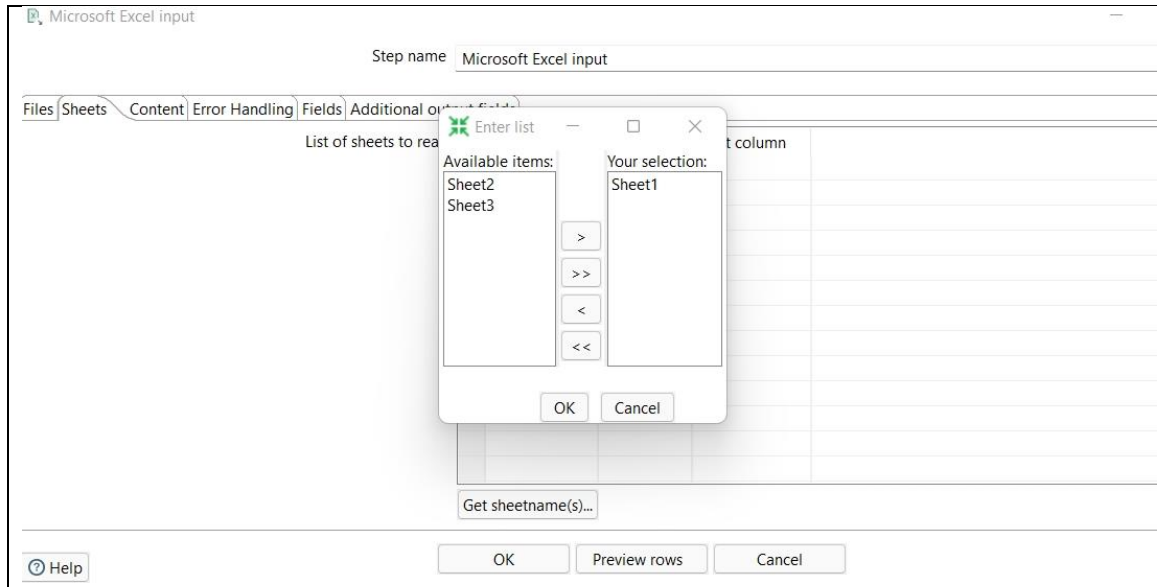 Microsoft Excel input
Step name Microsoft Excel input
Files Sheets Content Error Handling Fields Additional output fields
Enter list
List of sheets to rea t column
Available items: Your selection:
Sheet2 Sheet1
Sheet3
>
>>
<
<<
OK Cancel
Get sheetname(s)...
OK Preview rows Cancel
Help